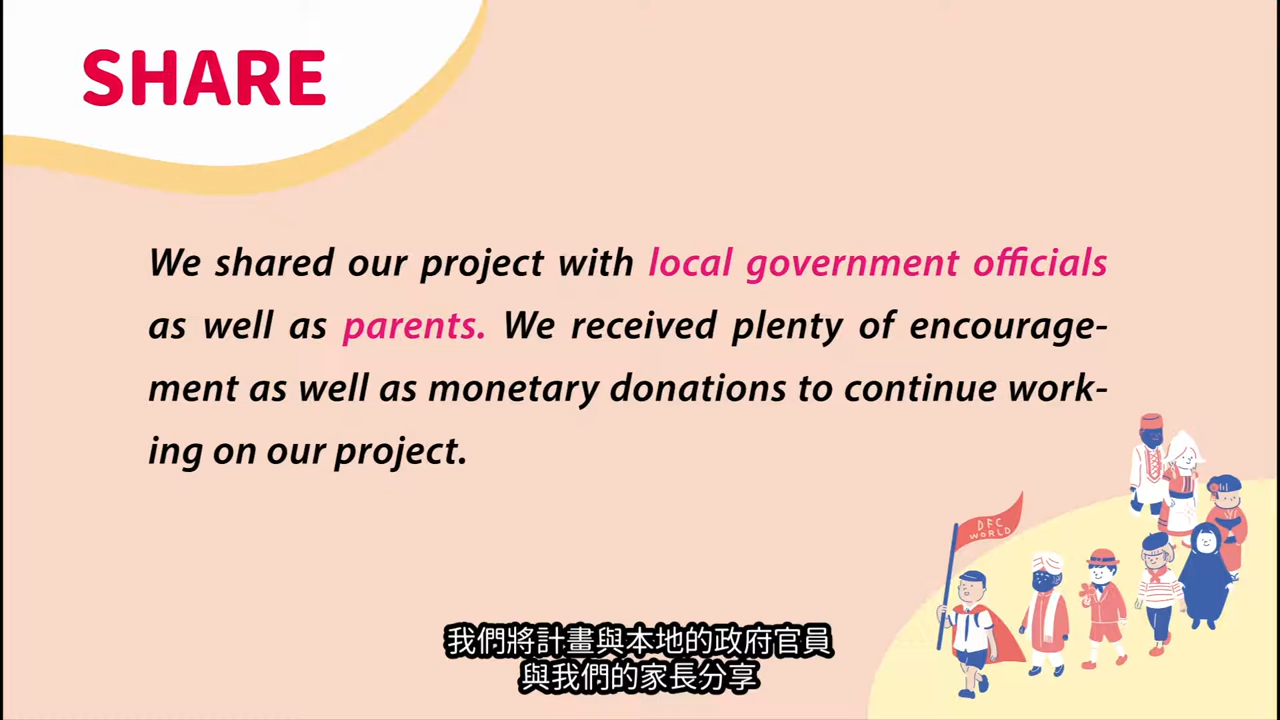 SHARE
We shared our project with local government officials
as well as parents. We received plenty of encourage-
ment as well as monetary donations to continue work-
ing on our project.
DFC
WORLD
我們將計畫與本地的政府官員
與我們的家長分享